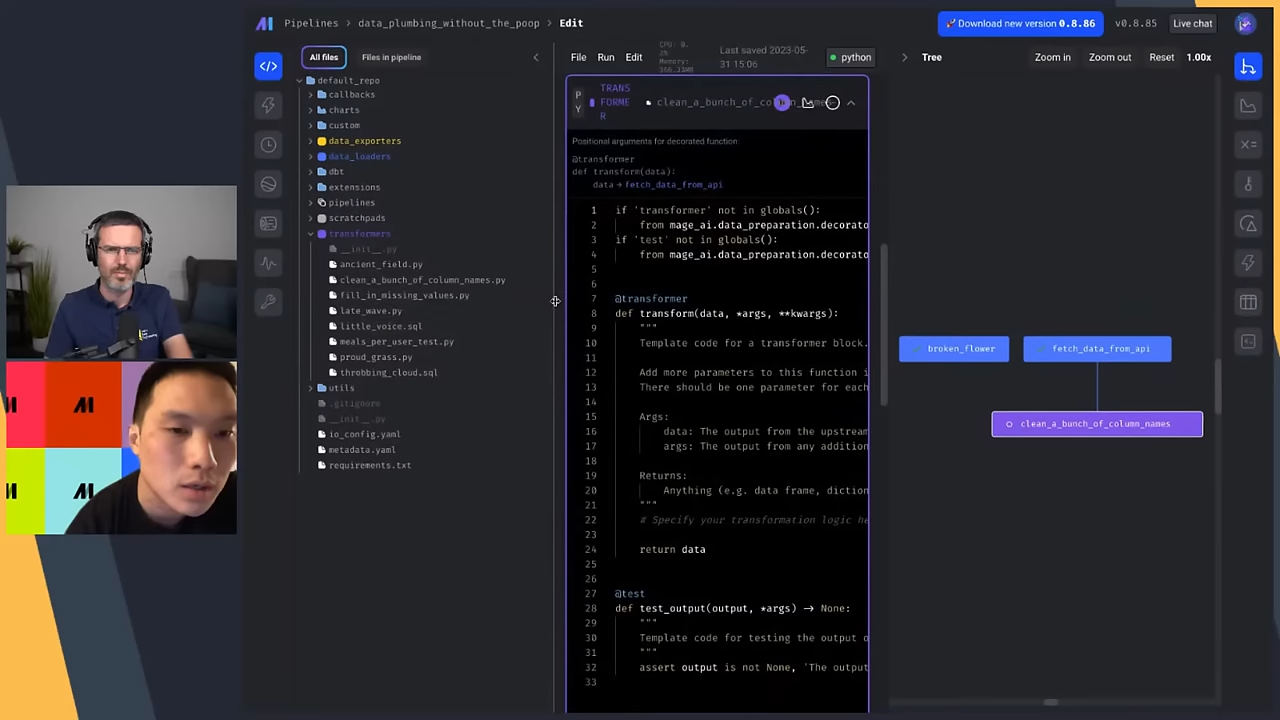 Pipelines > data_plumbing_without_the_poop > Edit
Download new version 0.8.86
v0.8.85
Live chat
All files
Files in pipeline
default_repo
callbacks
charts
custom
data_exporters
data_loaders
dbt
extensions
pipelines
scratchpads
transformers
__init__.py
ancient_field.py
clean_a_bunch_of_column_names.py
fill_in_missing_values.py
late_wave.py
little_voice.sql
meals_per_user_test.py
proud_grass.py
throbbing_cloud.sql
utils
.gitignore
__init__.py
io_config.yaml
metadata.yaml
requirements.txt
File Run Edit
CPU:
Memory:
Last saved 2023-05-
31 15:06
python
P
Y
TRANS
FORME
R
clean_a_bunch_of_column_names
Positional arguments for decorated function:
@transformer
def transform(data):
data → fetch_data_from_api
1 if 'transformer' not in globals():
2 from mage_ai.data_preparation.decorato
3 if 'test' not in globals():
4 from mage_ai.data_preparation.decorato
5
6
7 @transformer
8 def transform(data, *args, **kwargs):
9 """
10 Template code for a transformer block.
11
12 Add more parameters to this function i
13 There should be one parameter for each
14
15 Args:
16 data: The output from the upstream
17 args: The output from any addition
18
19 Returns:
20 Anything (e.g. data frame, diction
21 """
22 # Specify your transformation logic he
23
24 return data
25
26
27 @test
28 def test_output(output, *args) -> None:
29 """
30 Template code for testing the output o
31 """
32 assert output is not None, 'The output
33
Tree
Zoom in
Zoom out
Reset
1.00x
broken_flower
fetch_data_from_api
clean_a_bunch_of_column_names